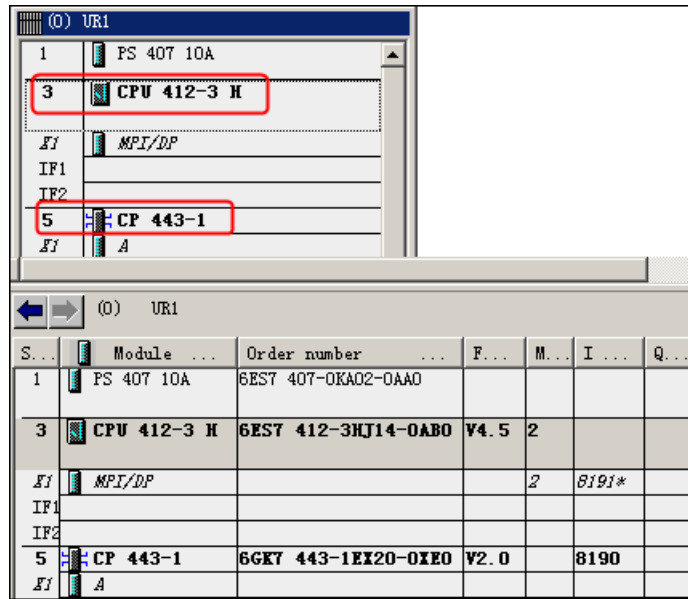 (0) UR1
1 PS 407 10A
3 CPU 412-3 H
X1 MPI/DP
IF1
IF2
5 CP 443-1
X1 A
(0) UR1
S... Module ... Order number ... F... M... I ... Q...
1 PS 407 10A 6ES7 407-0KA02-0AA0
3 CPU 412-3 H 6ES7 412-3HJ14-0AB0 V4.5 2
X1 MPI/DP 2 8191*
IF1
IF2
5 CP 443-1 6GK7 443-1EX20-0XE0 V2.0 8190
X1 A